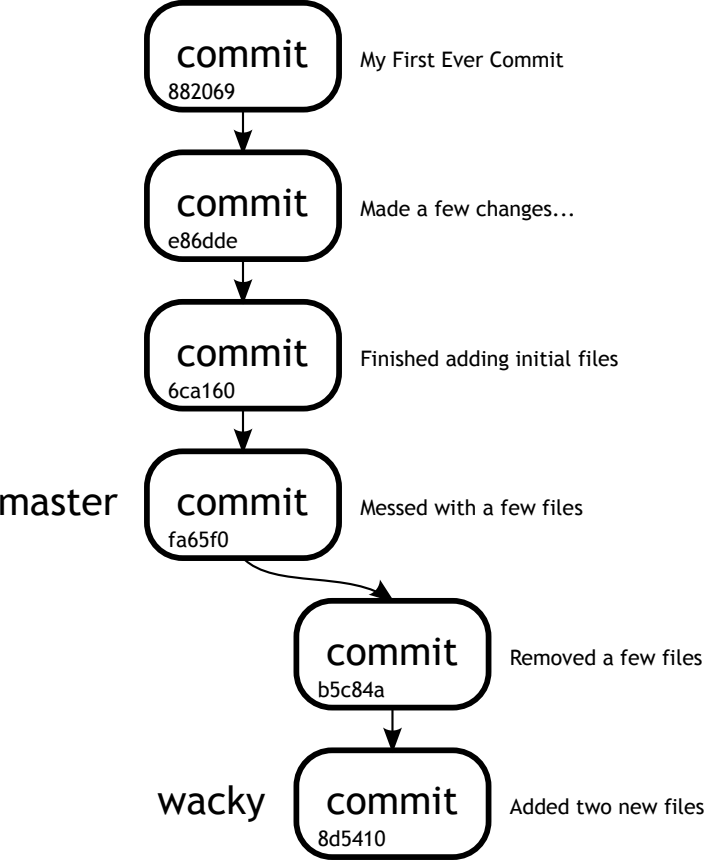 commit
882069
My First Ever Commit
commit
e86dde
Made a few changes...
commit
6ca160
Finished adding initial files
master
commit
fa65f0
Messed with a few files
commit
b5c84a
Removed a few files
wacky
commit
8d5410
Added two new files